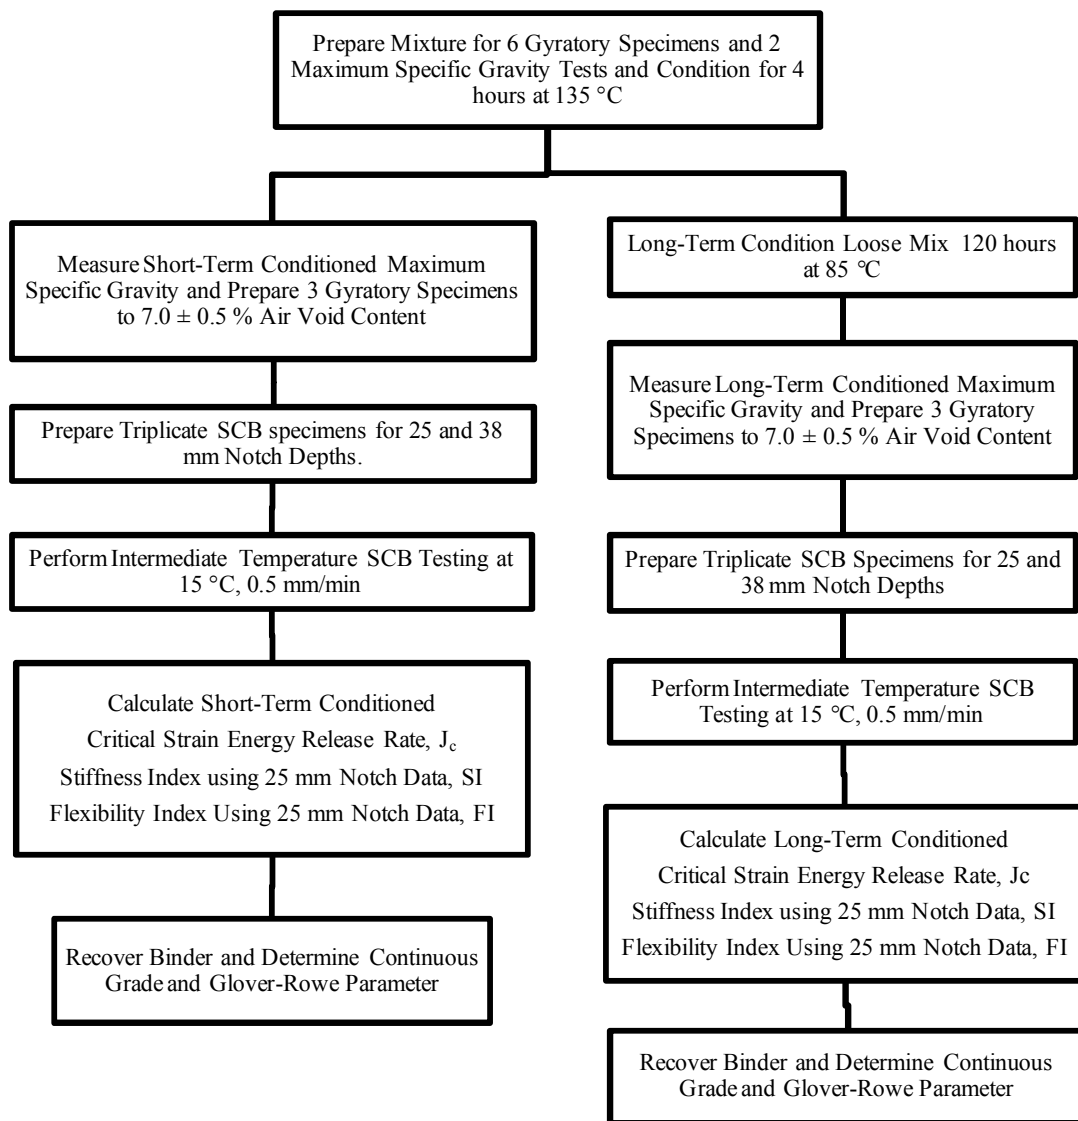 Prepare Mixture for 6 Gyratory Specimens and 2
Maximum Specific Gravity Tests and Condition for 4
hours at 135 °C
Measure Short-Term Conditioned Maximum
Specific Gravity and Prepare 3 Gyratory Specimens
to 7.0 ± 0.5 % Air Void Content
Prepare Triplicate SCB specimens for 25 and 38
mm Notch Depths.
Perform Intermediate Temperature SCB Testing at
15 °C, 0.5 mm/min
Calculate Short-Term Conditioned
Critical Strain Energy Release Rate, Jc
Stiffness Index using 25 mm Notch Data, SI
Flexibility Index Using 25 mm Notch Data, FI
Recover Binder and Determine Continuous
Grade and Glover-Rowe Parameter
Long-Term Condition Loose Mix 120 hours
at 85 °C
Measure Long-Term Conditioned Maximum
Specific Gravity and Prepare 3 Gyratory
Specimens to 7.0 ± 0.5 % Air Void Content
Prepare Triplicate SCB Specimens for 25 and
38 mm Notch Depths
Perform Intermediate Temperature SCB
Testing at 15 °C, 0.5 mm/min
Calculate Long-Term Conditioned
Critical Strain Energy Release Rate, Jc
Stiffness Index using 25 mm Notch Data, SI
Flexibility Index Using 25 mm Notch Data, FI
Recover Binder and Determine Continuous
Grade and Glover-Rowe Parameter